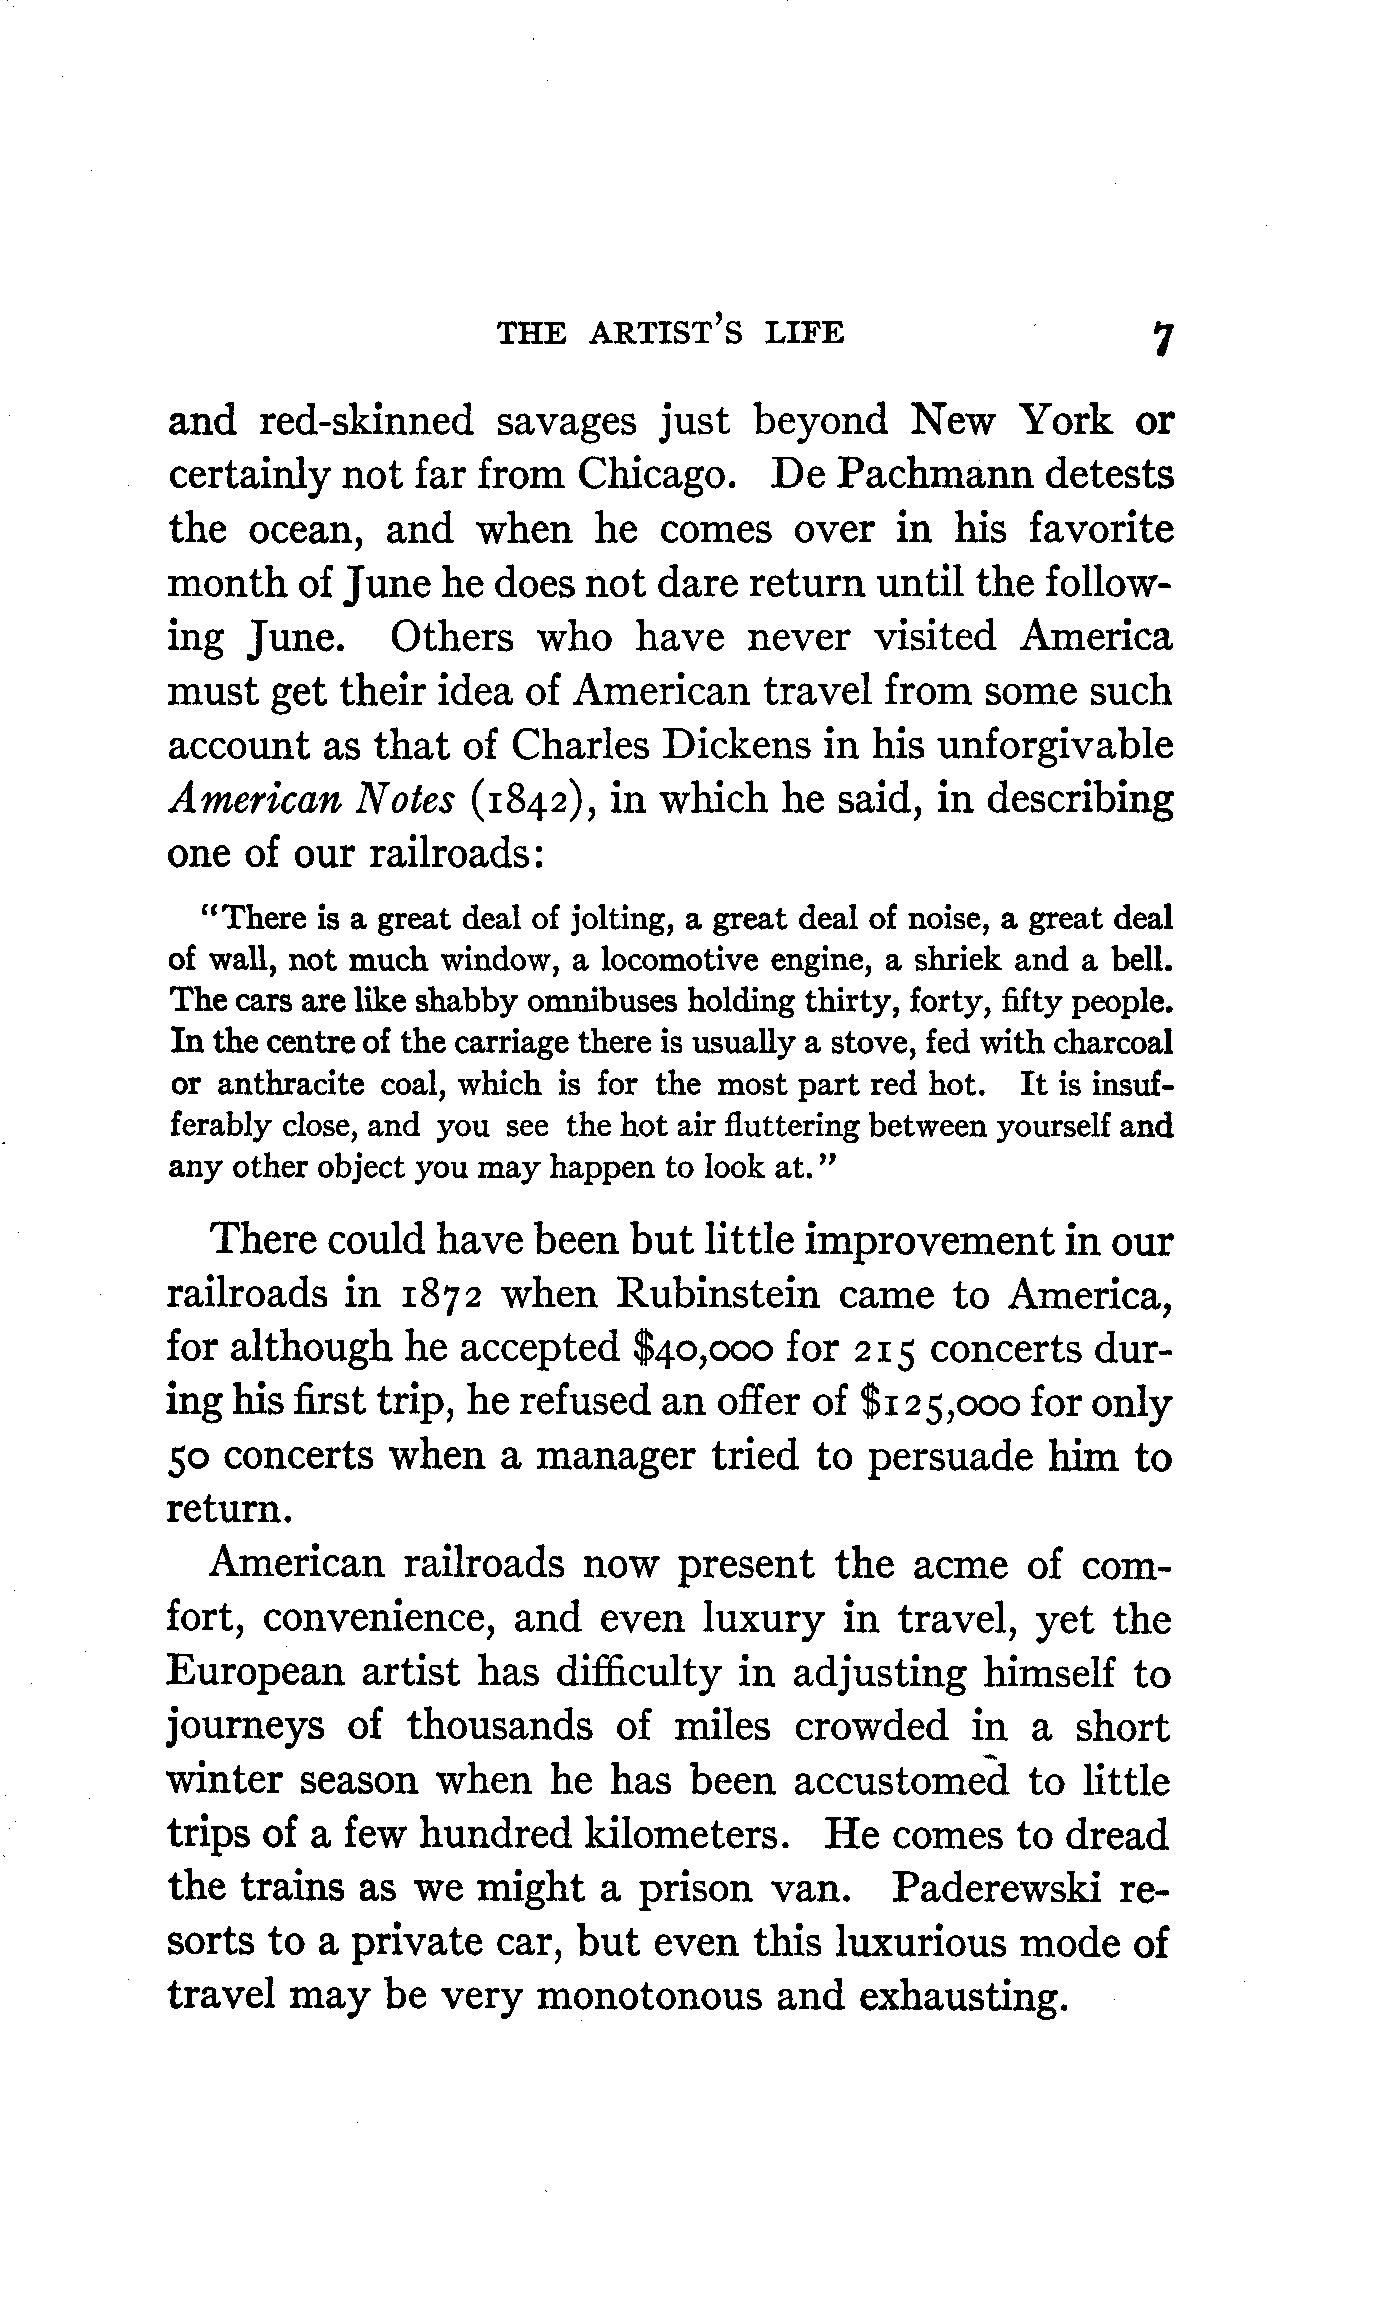 THE ARTIST'S LIFE 7
and red-skinned savages just beyond New York or
certainly not far from Chicago. De Pachmann detests
the ocean, and when he comes over in his favorite
month of June he does not dare return until the follow-
ing June. Others who have never visited America
must get their idea of American travel from some such
account as that of Charles Dickens in his unforgivable
American Notes (1842), in which he said, in describing
one of our railroads:
"There is a great deal of jolting, a great deal of noise, a great deal
of wall, not much window, a locomotive engine, a shriek and a bell.
The cars are like shabby omnibuses holding thirty, forty, fifty people.
In the centre of the carriage there is usually a stove, fed with charcoal
or anthracite coal, which is for the most part red hot. It is insuf-
ferably close, and you see the hot air fluttering between yourself and
any other object you may happen to look at."
There could have been but little improvement in our
railroads in 1872 when Rubinstein came to America,
for although he accepted $40,000 for 215 concerts dur-
ing his first trip, he refused an offer of $125,000 for only
50 concerts when a manager tried to persuade him to
return.
American railroads now present the acme of com-
fort, convenience, and even luxury in travel, yet the
European artist has difficulty in adjusting himself to
journeys of thousands of miles crowded in a short
winter season when he has been accustomed to little
trips of a few hundred kilometers. He comes to dread
the trains as we might a prison van. Paderewski re-
sorts to a private car, but even this luxurious mode of
travel may be very monotonous and exhausting.